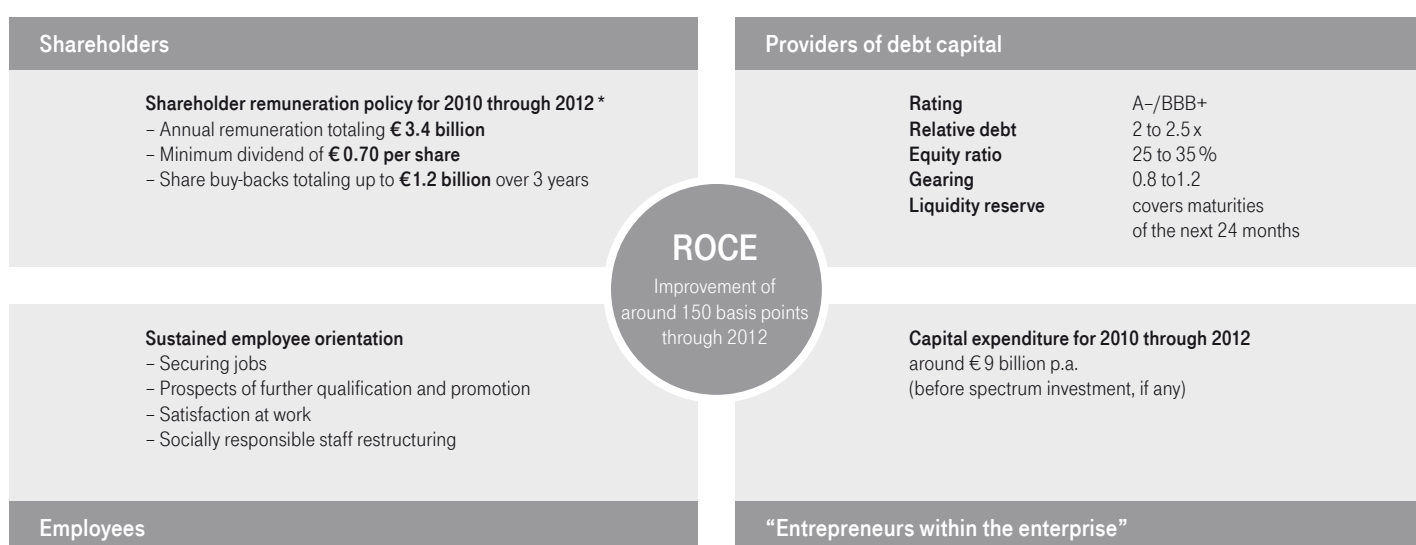 Shareholders
Shareholder remuneration policy for 2010 through 2012 *
– Annual remuneration totaling € 3.4 billion
– Minimum dividend of € 0.70 per share
– Share buy-backs totaling up to € 1.2 billion over 3 years
Providers of debt capital
Rating A–/BBB+
Relative debt 2 to 2.5 x
Equity ratio 25 to 35 %
Gearing 0.8 to1.2
Liquidity reserve covers maturities
of the next 24 months
ROCE
Improvement of
around 150 basis points
through 2012
Sustained employee orientation
– Securing jobs
– Prospects of further qualification and promotion
– Satisfaction at work
– Socially responsible staff restructuring
Employees
Capital expenditure for 2010 through 2012
around € 9 billion p.a.
(before spectrum investment, if any)
“Entrepreneurs within the enterprise”